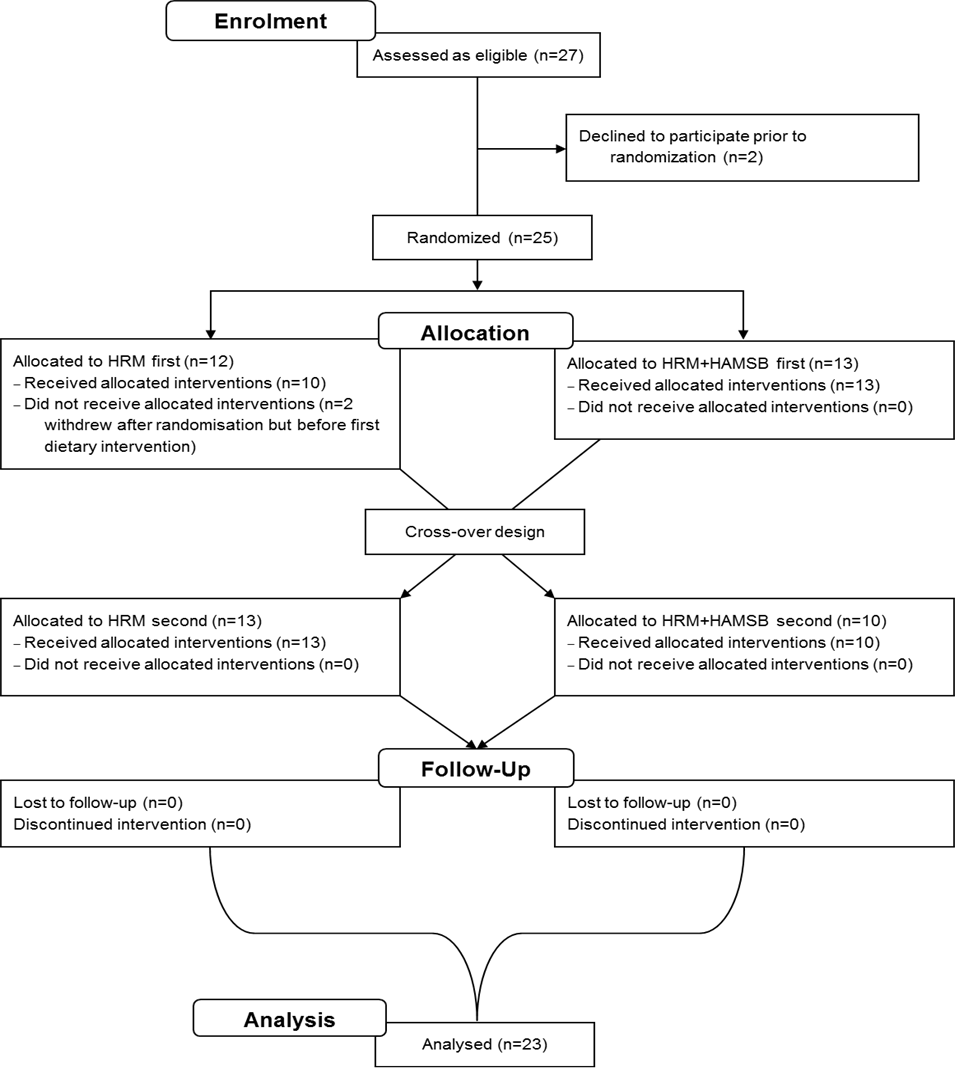 Enrolment
Assessed as eligible (n=27)
Declined to participate prior to
randomization (n=2)
Randomized (n=25)
Allocation
Allocated to HRM first (n=12)
– Received allocated interventions (n=10)
– Did not receive allocated interventions (n=2
withdrew after randomisation but before first
dietary intervention)
Allocated to HRM+HAMSB first (n=13)
– Received allocated interventions (n=13)
– Did not receive allocated interventions (n=0)
Cross-over design
Allocated to HRM second (n=13)
– Received allocated interventions (n=13)
– Did not receive allocated interventions (n=0)
Allocated to HRM+HAMSB second (n=10)
– Received allocated interventions (n=10)
– Did not receive allocated interventions (n=0)
Follow-Up
Lost to follow-up (n=0)
Discontinued intervention (n=0)
Lost to follow-up (n=0)
Discontinued intervention (n=0)
Analysis
Analysed (n=23)